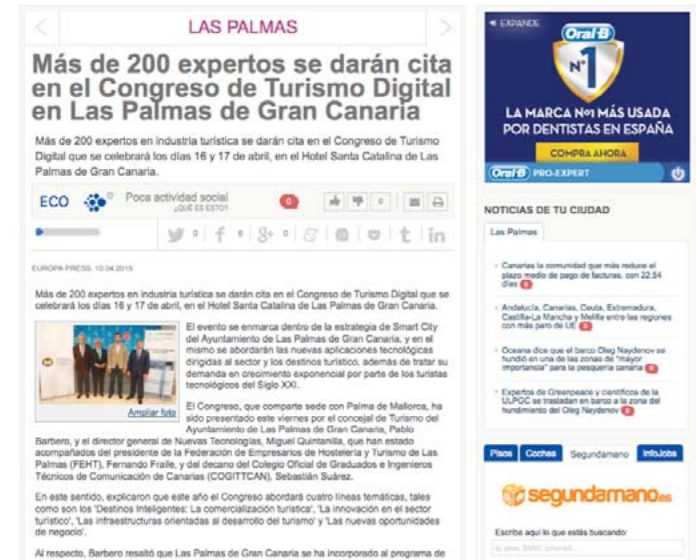 LAS PALMAS
Más de 200 expertos se darán cita
en el Congreso de Turismo Digital
en Las Palmas de Gran Canaria
Más de 200 expertos en industria turística se darán cita en el Congreso de Turismo
Digital que se celebrará los días 16 y 17 de abril, en el Hotel Santa Catalina de Las
Palmas de Gran Canaria.
ECO
Poca actividad social
¿QUÉ ES ESTO?
0
0
0
0
0
EUROPA PRESS. 10.04.2015
Más de 200 expertos en industria turística se darán cita en el Congreso de Turismo Digital que se
celebrará los días 16 y 17 de abril, en el Hotel Santa Catalina de Las Palmas de Gran Canaria.
El evento se enmarca dentro de la estrategia de Smart City
del Ayuntamiento de Las Palmas de Gran Canaria, y en el
mismo se abordarán las nuevas aplicaciones tecnológicas
dirigidas al sector y los destinos turístico, además de tratar su
demanda en crecimiento exponencial por parte de los turistas
tecnológicos del Siglo XXI.
Ampliar foto
El Congreso, que comparte sede con Palma de Mallorca, ha
sido presentado este viernes por el concejal de Turismo del
Ayuntamiento de Las Palmas de Gran Canaria, Pablo
Barbero, y el director general de Nuevas Tecnologías, Miguel Quintanilla, que han estado
acompañados del presidente de la Federación de Empresarios de Hostelería y Turismo de Las
Palmas (FEHT), Fernando Fraile, y del decano del Colegio Oficial de Graduados e Ingenieros
Técnicos de Comunicación de Canarias (COGITTCAN), Sebastián Suárez.
En este sentido, explicaron que este año el Congreso abordará cuatro líneas temáticas, tales
como son los 'Destinos Inteligentes: La comercialización turística', 'La innovación en el sector
turístico', 'Las infraestructuras orientadas al desarrollo del turismo' y 'Las nuevas oportunidades
de negocio'.
Al respecto, Barbero resaltó que Las Palmas de Gran Canaria se ha incorporado al programa de
EXPANDE
Oral-B
Nº
1
LA MARCA Nº1 MÁS USADA
POR DENTISTAS EN ESPAÑA
COMPRA AHORA
Oral-B PRO-EXPERT
NOTICIAS DE TU CIUDAD
Las Palmas
Canarias la comunidad que más reduce el
plazo medio de pago de facturas, con 22,54
días 0
Andalucía, Canarias, Ceuta, Extremadura,
Castilla-La Mancha y Melilla entre las regiones
con más paro de UE 0
Oceana dice que el barco Oleg Naydenov se
hundió en una de las zonas de "mayor
importancia" para la pesquería canaria 0
Expertos de Greenpeace y científicos de la
ULPGC se trasladan en barco a la zona del
hundimiento del Oleg Naydenov 0
Pisos Coches Segundamano InfoJobs
segundamano.es
Escribe aquí lo que estás buscando: